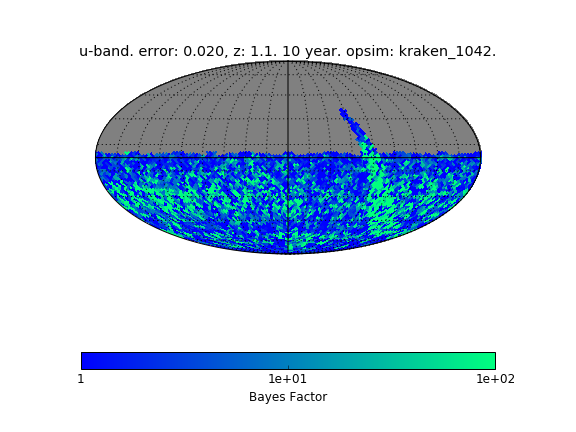 u-band. error: 0.020, z: 1.1. 10 year. opsim: kraken_1042.
1 1e+01 1e+02
Bayes Factor